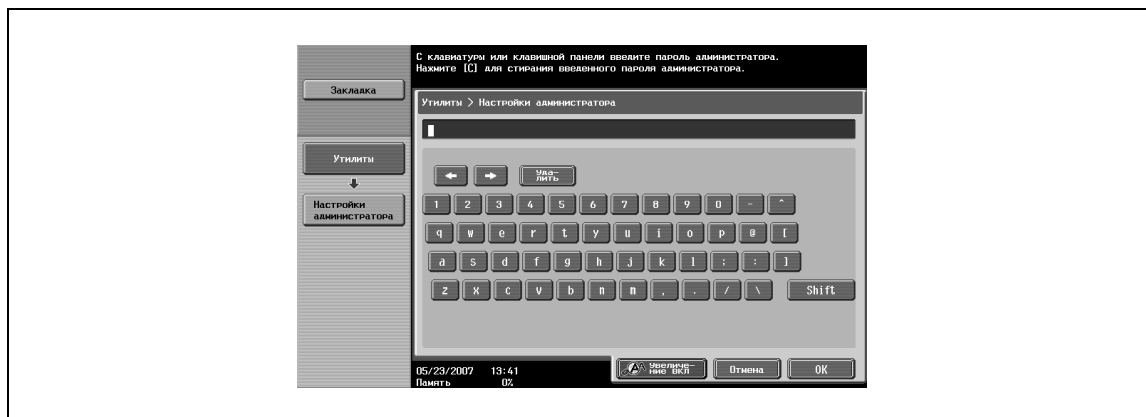 С клавиатуры или клавишной панели введите пароль администратора.
Нажмите [C] для стирания введенного пароля администратора.
Закладка
Утилиты > Настройки администратора
Утилиты
Настройки
администратора
Уда-
лить
1 2 3 4 5 6 7 8 9 0 - ^
q w e r t y u i o p @ [
a s d f g h j k l ; : ]
z x c v b n m , . / \ Shift
05/23/2007 13:41
Память 0%
Увеличе-
ние ВКЛ
Отмена
OK